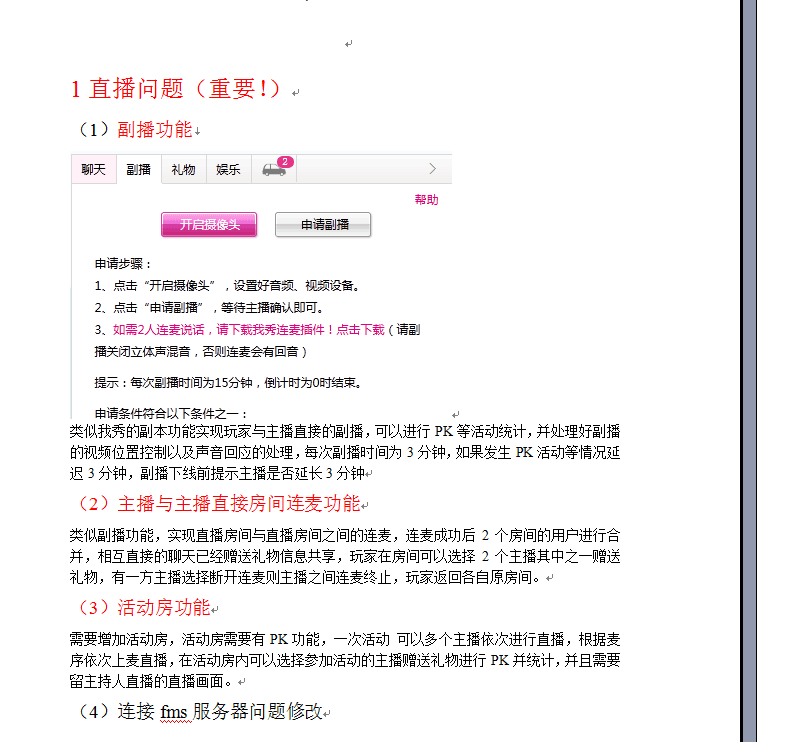 1 直播问题（重要!）
（1）副播功能
聊天 副播 礼物 娱乐 2
帮助
开启摄像头 申请副播
申请步骤：
1、点击“开启摄像头”，设置好音频、视频设备。
2、点击“申请副播”，等待主播确认即可。
3、如需2人连麦说话，请下载我秀连麦插件！点击下载（请副
播关闭立体声混音，否则连麦会有回音）
提示：每次副播时间为15分钟，倒计时为0时结束。
申请条件符合以下条件之一：
类似我秀的副本功能实现玩家与主播直接的副播，可以进行 PK 等活动统计，并处理好副播
的视频位置控制以及声音回应的处理，每次副播时间为 3 分钟，如果发生 PK 活动等情况延
迟 3 分钟，副播下线前提示主播是否延长 3 分钟
（2）主播与主播直接房间连麦功能
类似副播功能，实现直播房间与直播房间之间的连麦，连麦成功后 2 个房间的用户进行合
并，相互直接的聊天已经赠送礼物信息共享，玩家在房间可以选择 2 个主播其中之一赠送
礼物，有一方主播选择断开连麦则主播之间连麦终止，玩家返回各自原房间。
（3）活动房功能
需要增加活动房，活动房需要有 PK 功能，一次活动 可以多个主播依次进行直播，根据麦
序依次上麦直播，在活动房内可以选择参加活动的主播赠送礼物进行 PK 并统计，并且需要
留主持人直播的直播画面。
（4）连接 fms 服务器问题修改